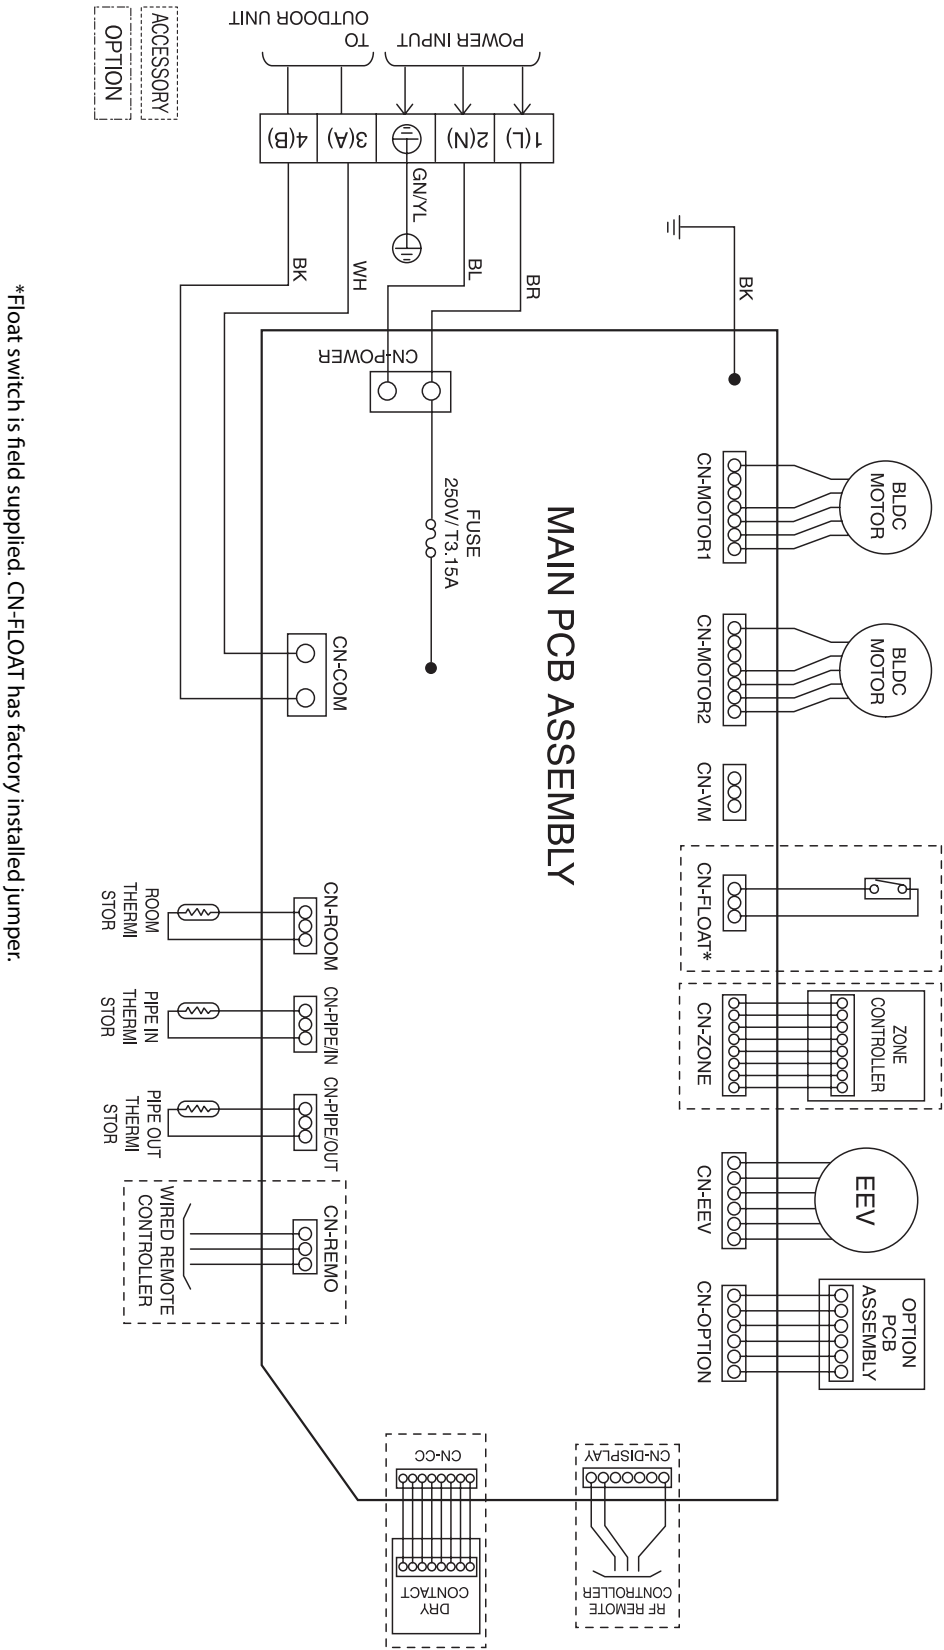 ACCESSORY
OPTION
TO
OUTDOOR UNIT
POWER INPUT
4(B)
3(A)
2(N)
1(L)
GN/YL
BK
WH
BL
BR
BK
CN-POWER
FUSE
250V/ T3.15A
MAIN PCB ASSEMBLY
CN-COM
BLDC
MOTOR
CN-MOTOR1
BLDC
MOTOR
CN-MOTOR2
CN-VM
CN-FLOAT*
ZONE
CONTROLLER
CN-ZONE
EEV
CN-EEV
OPTION
PCB
ASSEMBLY
CN-OPTION
CN-ROOM
ROOM
THERMI
STOR
CN-PIPE/IN
PIPE IN
THERMI
STOR
CN-PIPE/OUT
PIPE OUT
THERMI
STOR
CN-REMO
WIRED REMOTE
CONTROLLER
CN-CC
DRY
CONTACT
CN-DISPLAY
RF REMOTE
CONTROLLER
*Float switch is field supplied. CN-FLOAT has factory installed jumper.